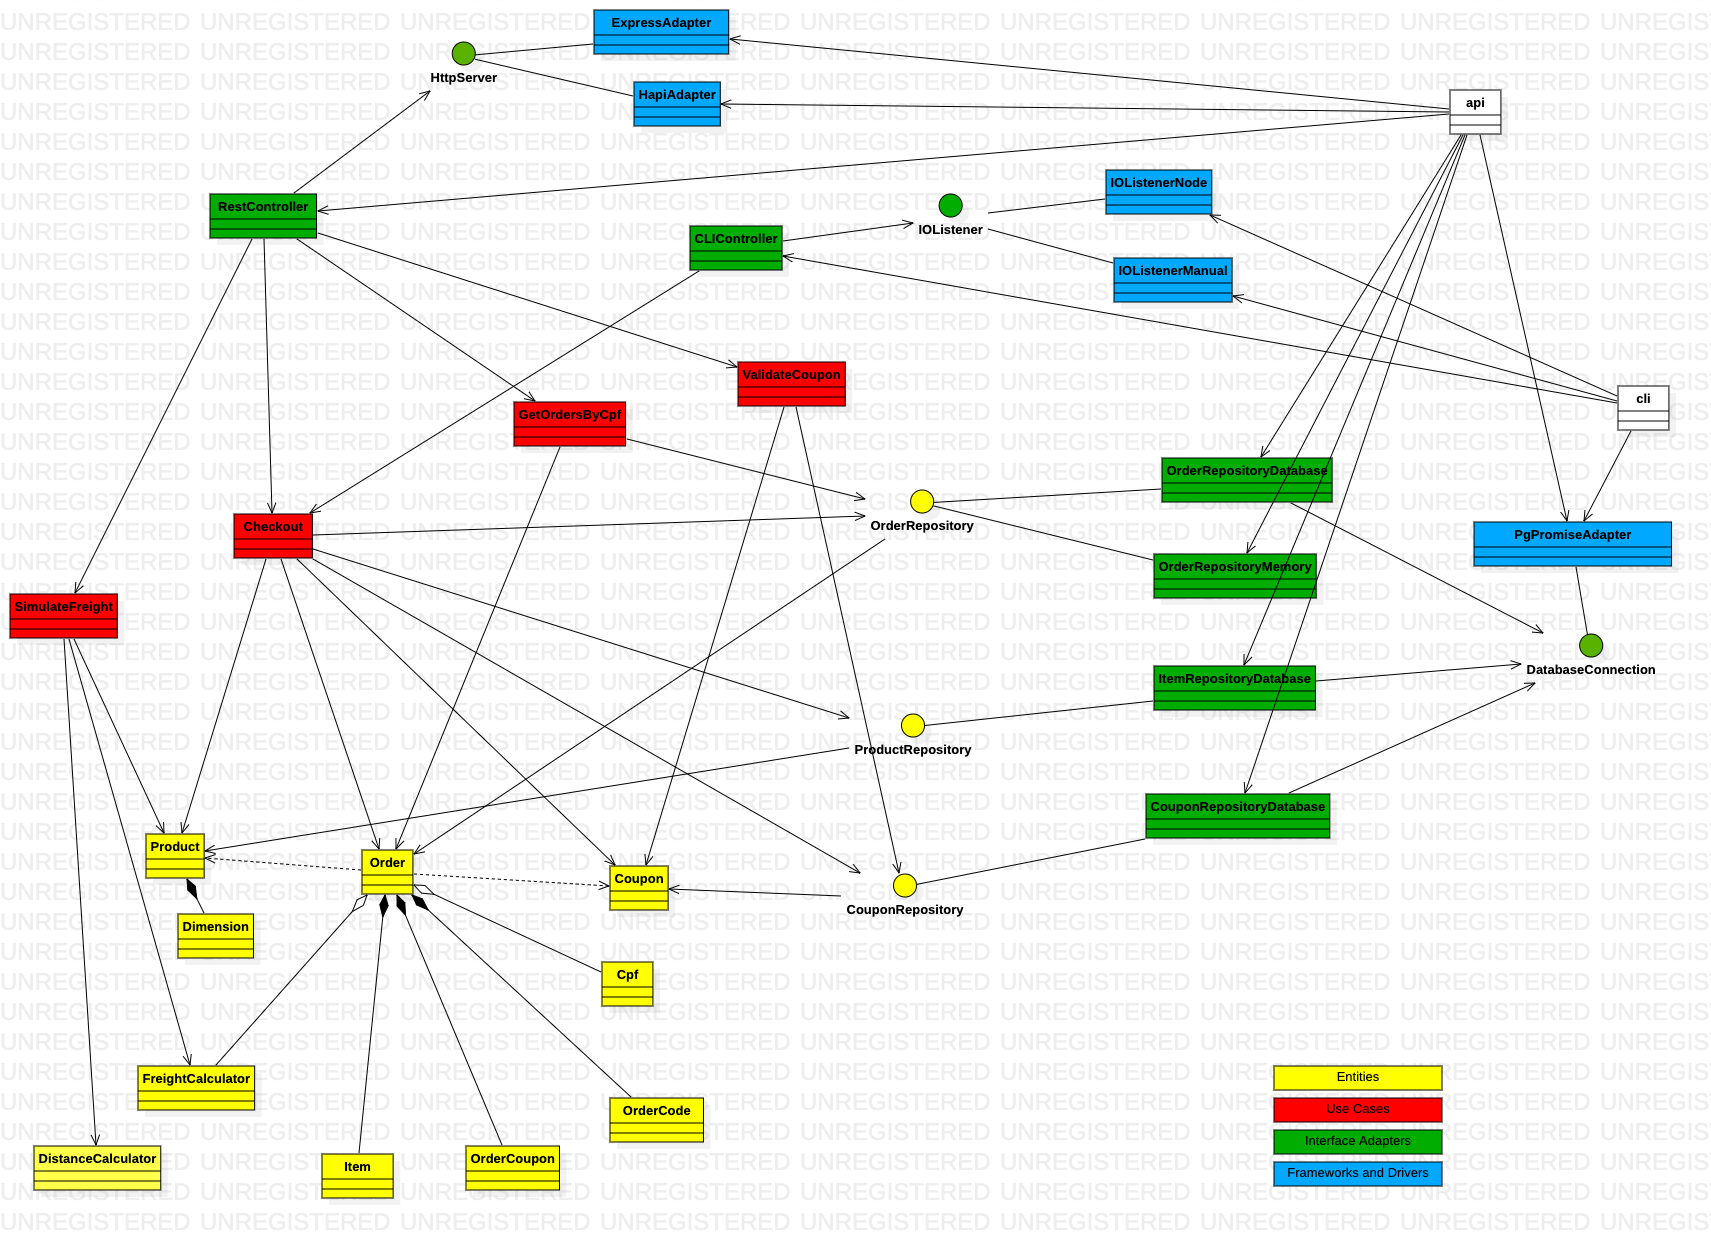 ExpressAdapter
HttpServer
HapiAdapter
api
IOListenerNode
RestController
IOListener
CLIController
IOListenerManual
ValidateCoupon
cli
GetOrdersByCpf
OrderRepositoryDatabase
Checkout
OrderRepository
PgPromiseAdapter
OrderRepositoryMemory
SimulateFreight
DatabaseConnection
ItemRepositoryDatabase
ProductRepository
CouponRepositoryDatabase
Product
Order
Coupon
CouponRepository
Dimension
Cpf
FreightCalculator
Entities
OrderCode
Use Cases
Interface Adapters
DistanceCalculator
Item
OrderCoupon
Frameworks and Drivers
UNREGISTERED